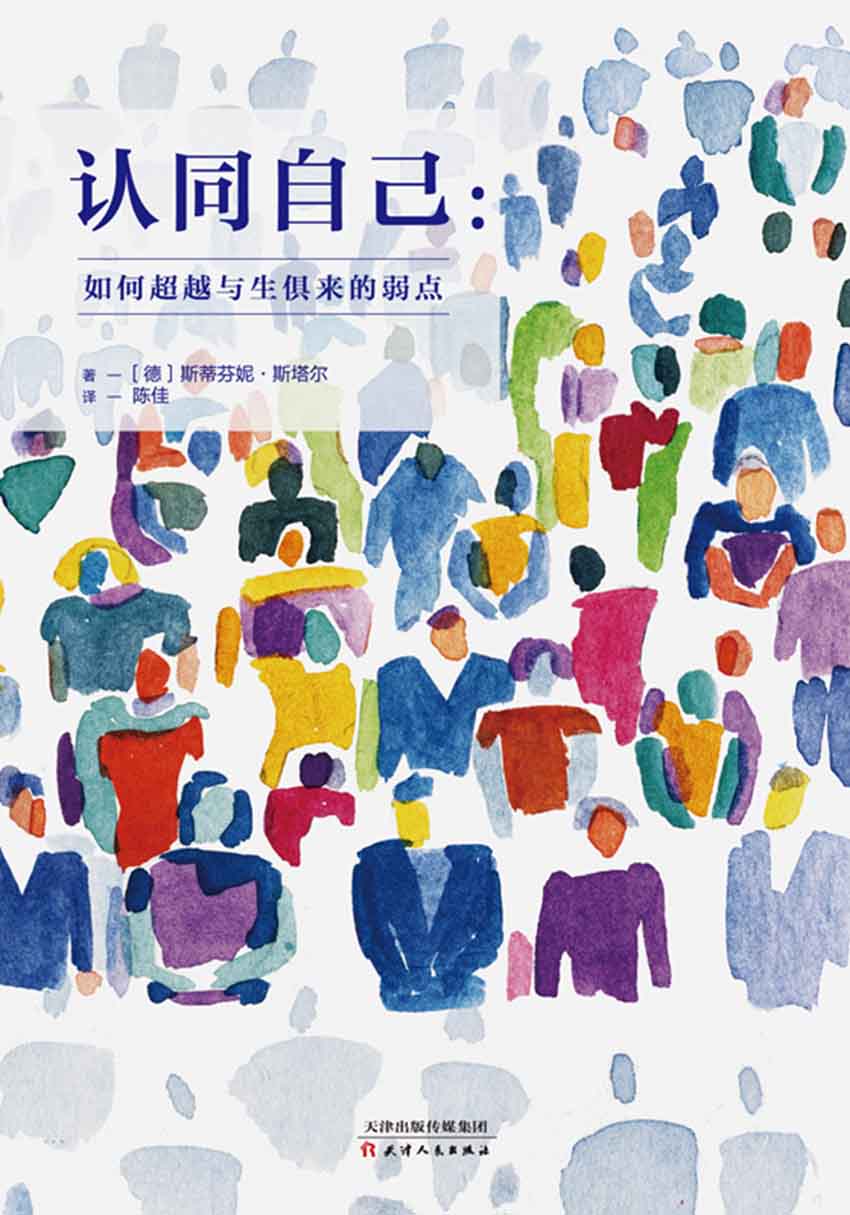 认同自己：
如何超越与生俱来的弱点
著 — [ 德 ] 斯蒂芬妮 · 斯塔尔
译 — 陈佳
天津出版传媒集团
天津人民出版社